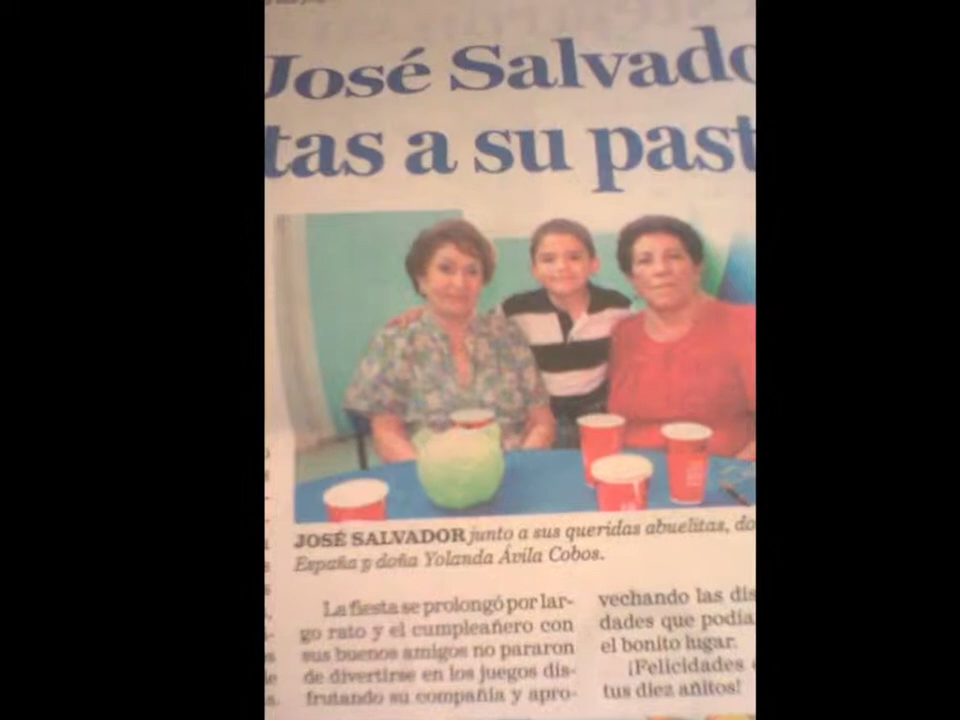 José Salvado
tas a su past
JOSÉ SALVADOR junto a sus queridas abuelitas, do
España y doña Yolanda Ávila Cobos.
La fiesta se prolongó por lar-
go rato y el cumpleañero con
sus buenos amigos no pararon
de divertirse en los juegos dis-
frutando su compañía y apro-
vechando las dis
dades que podía
el bonito lugar.
¡Felicidades
tus diez añitos!